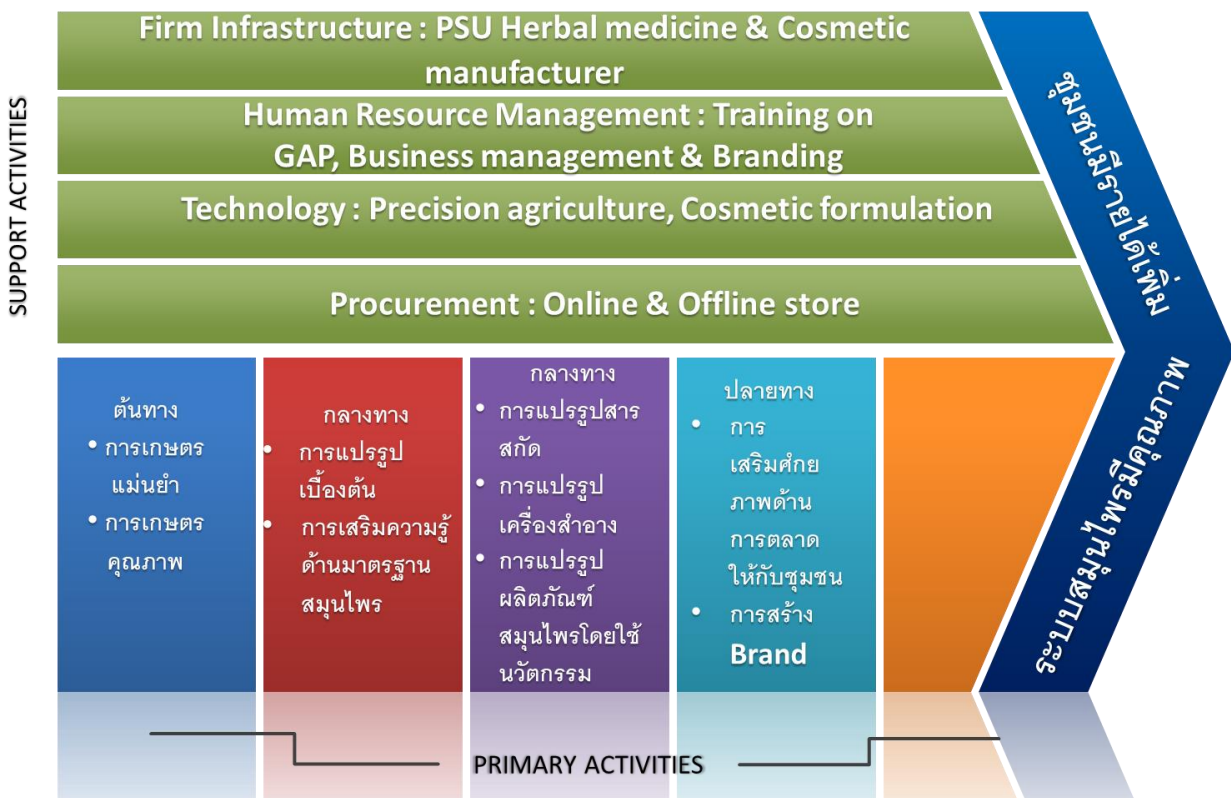 Firm Infrastructure : PSU Herbal medicine & Cosmetic
manufacturer
Human Resource Management : Training on
GAP, Business management & Branding
Technology : Precision agriculture, Cosmetic formulation
Procurement : Online & Offline store
SUPPORT ACTIVITIES
ชุมชนมีรายได้เพิ่ม
ระบบสมุนไพรมีคุณภาพ
ต้นทาง
• การเกษตร
แม่นยำ
• การเกษตร
คุณภาพ
กลางทาง
• การแปรรูป
เบื้องต้น
• การเสริมความรู้
ด้านมาตรฐาน
สมุนไพร
กลางทาง
• การแปรรูปสาร
สกัด
• การแปรรูป
เครื่องสำอาง
• การแปรรูป
ผลิตภัณฑ์
สมุนไพรโดยใช้
นวัตกรรม
ปลายทาง
• การ
เสริมศํกย
ภาพด้าน
การตลาด
ให้กับชุมชน
• การสร้าง
Brand
PRIMARY ACTIVITIES